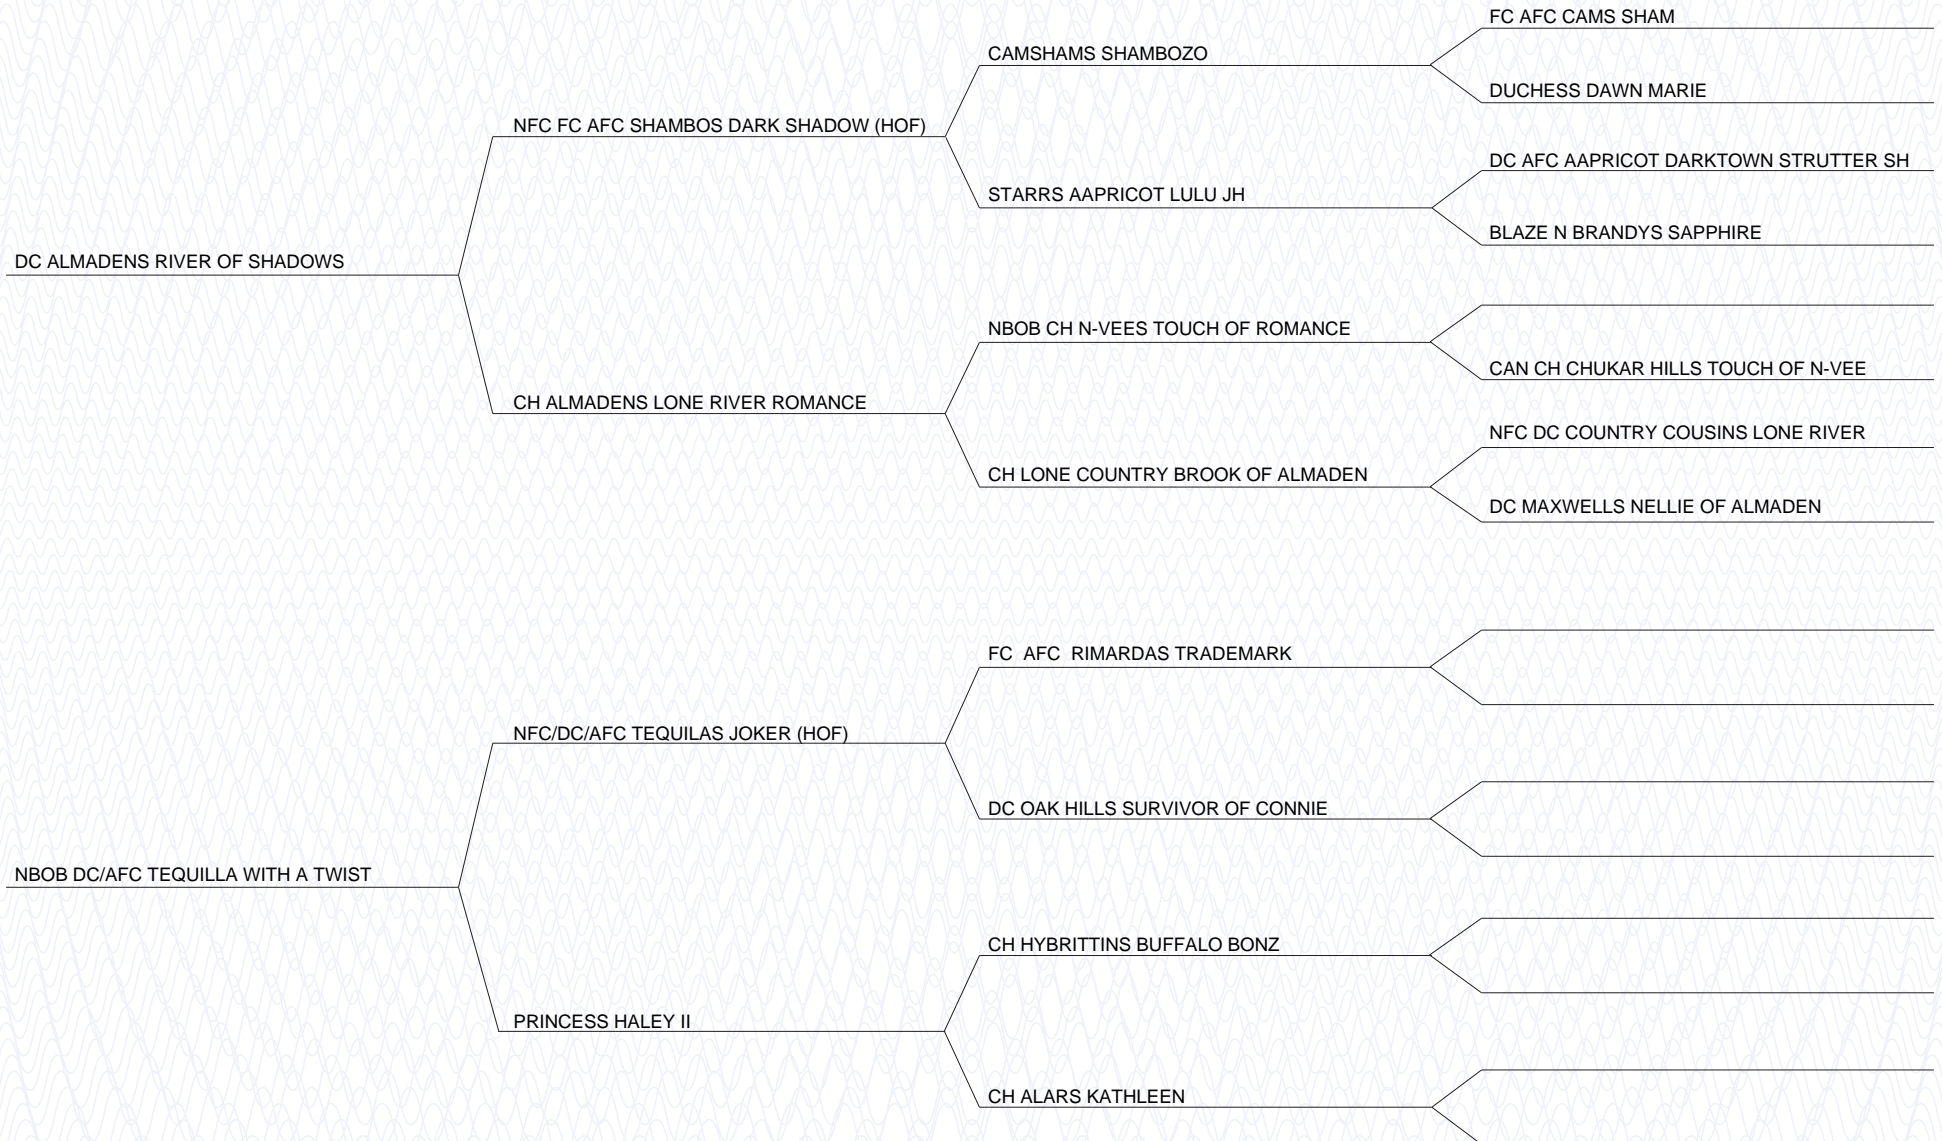 FC AFC CAMS SHAM
CAMSHAMS SHAMBOZO
DUCHESS DAWN MARIE
NFC FC AFC SHAMBOS DARK SHADOW (HOF)
DC AFC AAPRICOT DARKTOWN STRUTTER SH
STARRS AAPRICOT LULU JH
BLAZE N BRANDYS SAPPHIRE
DC ALMADENS RIVER OF SHADOWS
NBOB CH N-VEES TOUCH OF ROMANCE
CAN CH CHUKAR HILLS TOUCH OF N-VEE
CH ALMADENS LONE RIVER ROMANCE
NFC DC COUNTRY COUSINS LONE RIVER
CH LONE COUNTRY BROOK OF ALMADEN
DC MAXWELLS NELLIE OF ALMADEN
FC  AFC  RIMARDAS TRADEMARK
NFC/DC/AFC TEQUILAS JOKER (HOF)
DC OAK HILLS SURVIVOR OF CONNIE
NBOB DC/AFC TEQUILLA WITH A TWIST
CH HYBRITTINS BUFFALO BONZ
PRINCESS HALEY II
CH ALARS KATHLEEN